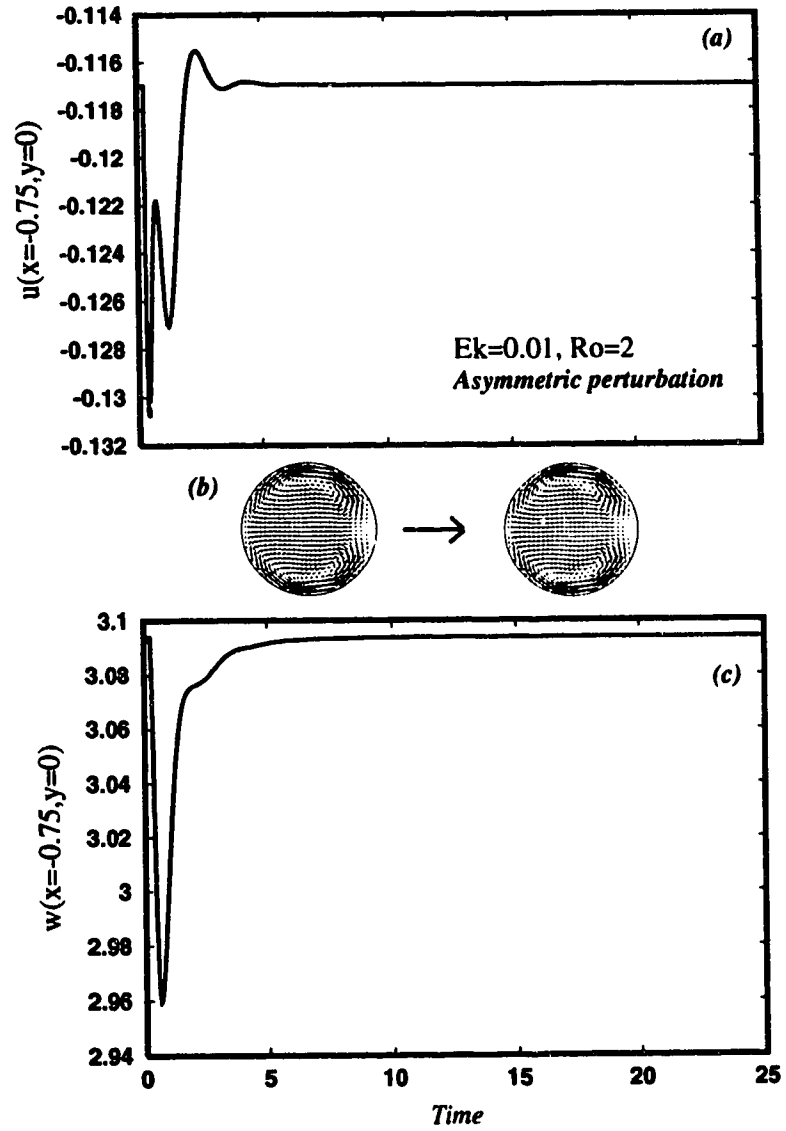 -0.114
(a)
-0.116
-0.118
-0.12
-0.122
-0.124
-0.126
-0.128
-0.13
-0.132
u(x=-0.75,y=0)
Ek=0.01, Ro=2
Asymmetric perturbation
(b)
3.1
(c)
3.08
3.06
3.04
3.02
3
2.98
2.96
2.94
w(x=-0.75,y=0)
0 5 10 15 20 25
Time